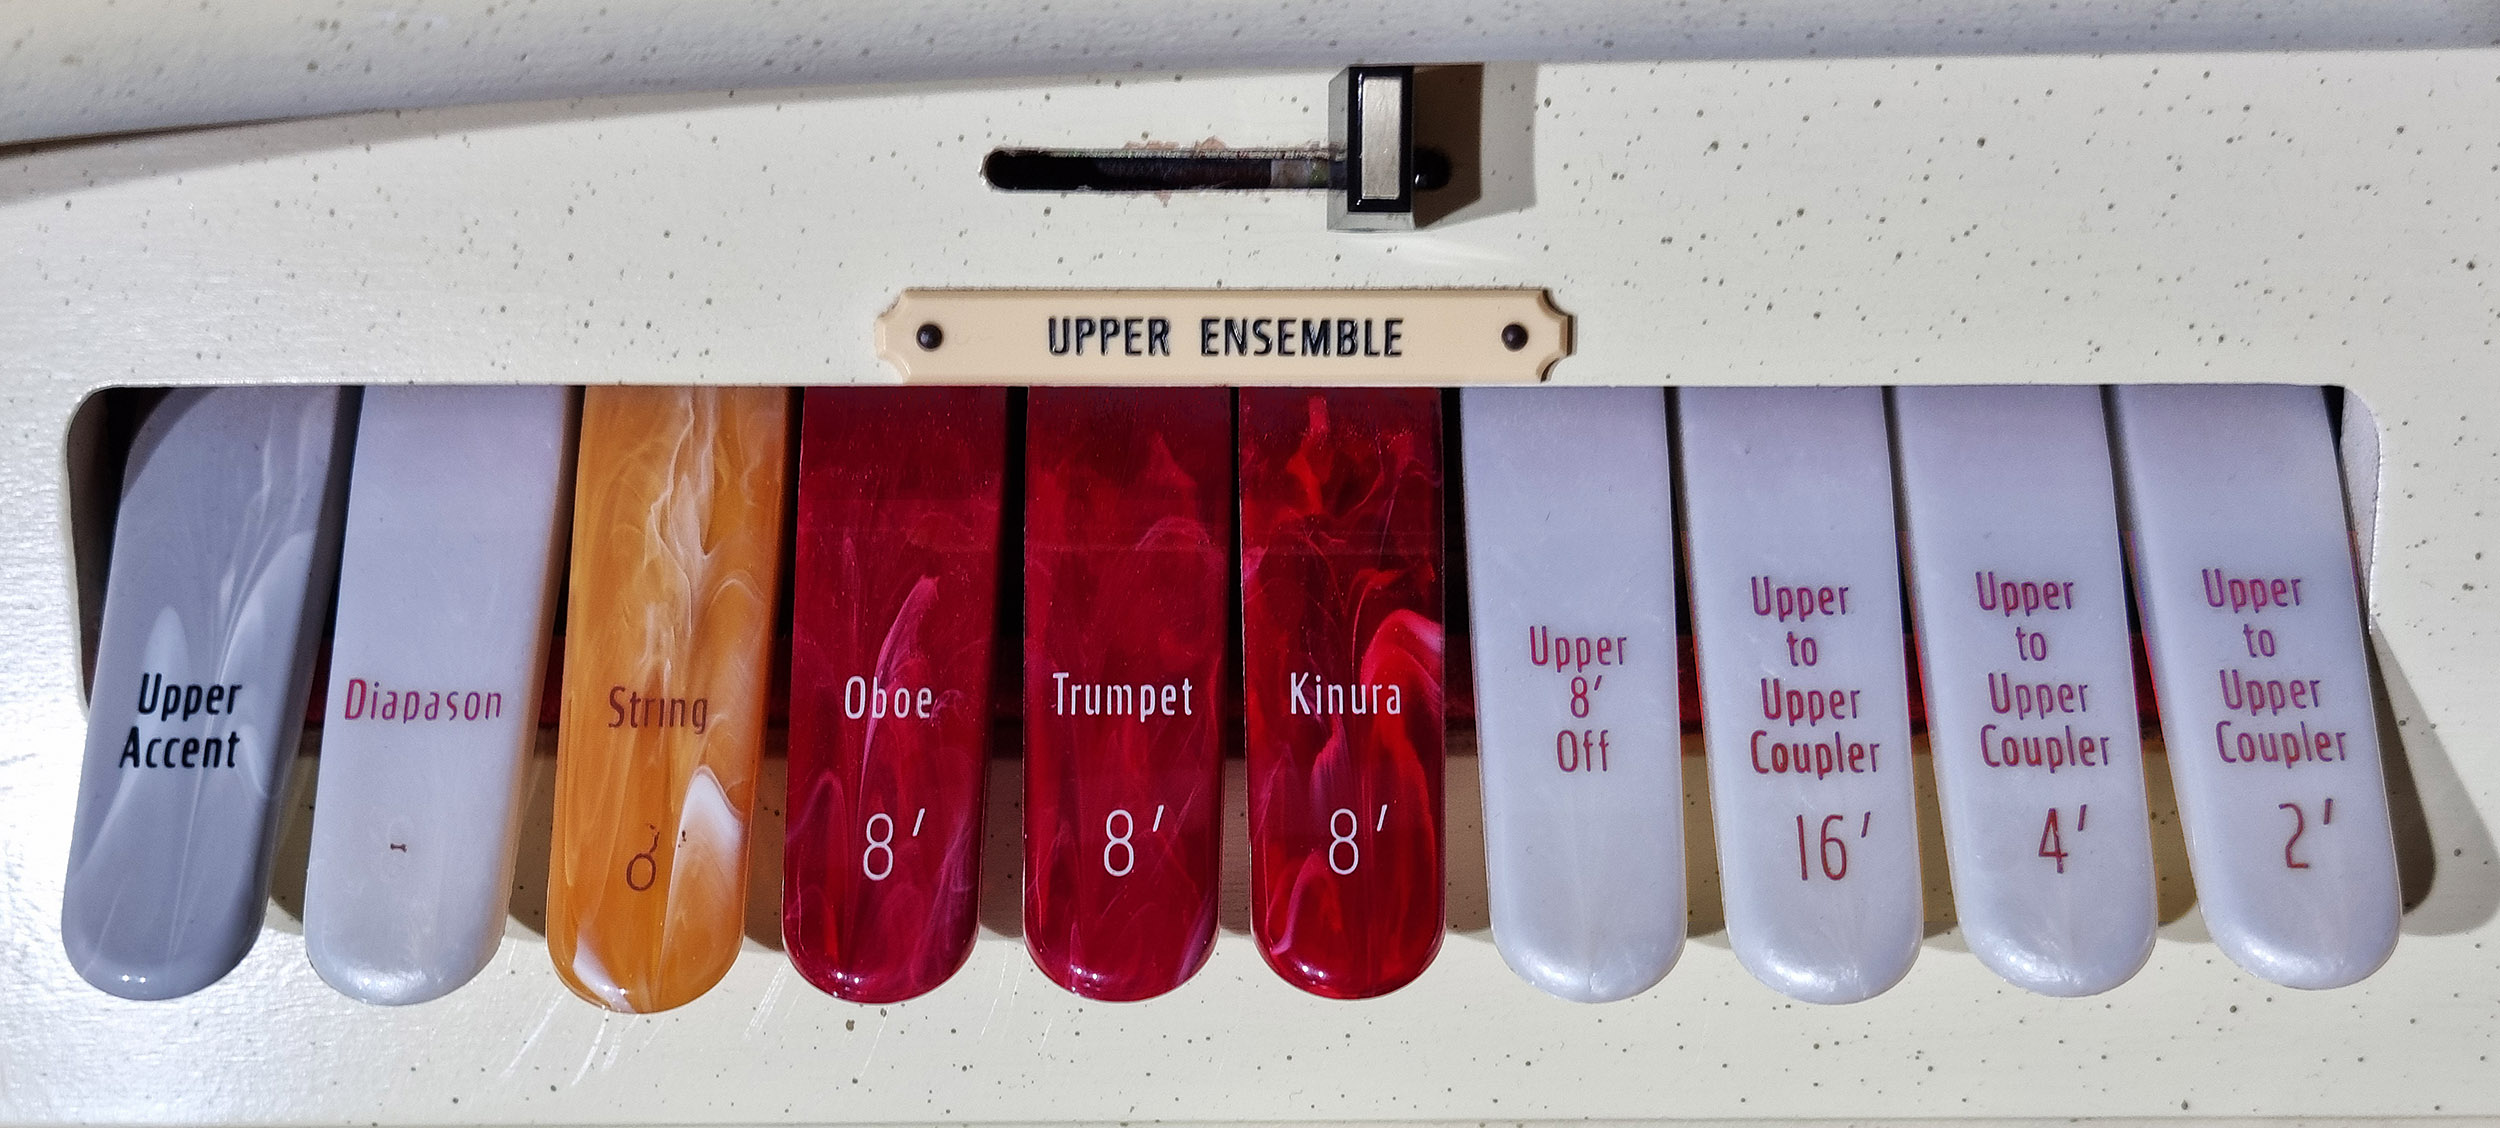 UPPER ENSEMBLE
Upper
Accent
Diapason
String
Oboe
8′
Trumpet
8′
Kinura
8′
Upper
8′
Off
Upper
to
Upper
Coupler
16′
Upper
to
Upper
Coupler
4′
Upper
to
Upper
Coupler
2′